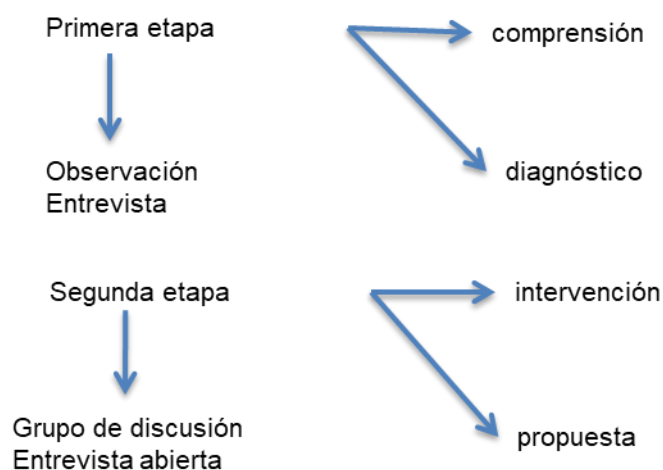 Primera etapa
comprensión
Observación
Entrevista
diagnóstico
Segunda etapa
intervención
Grupo de discusión
Entrevista abierta
propuesta